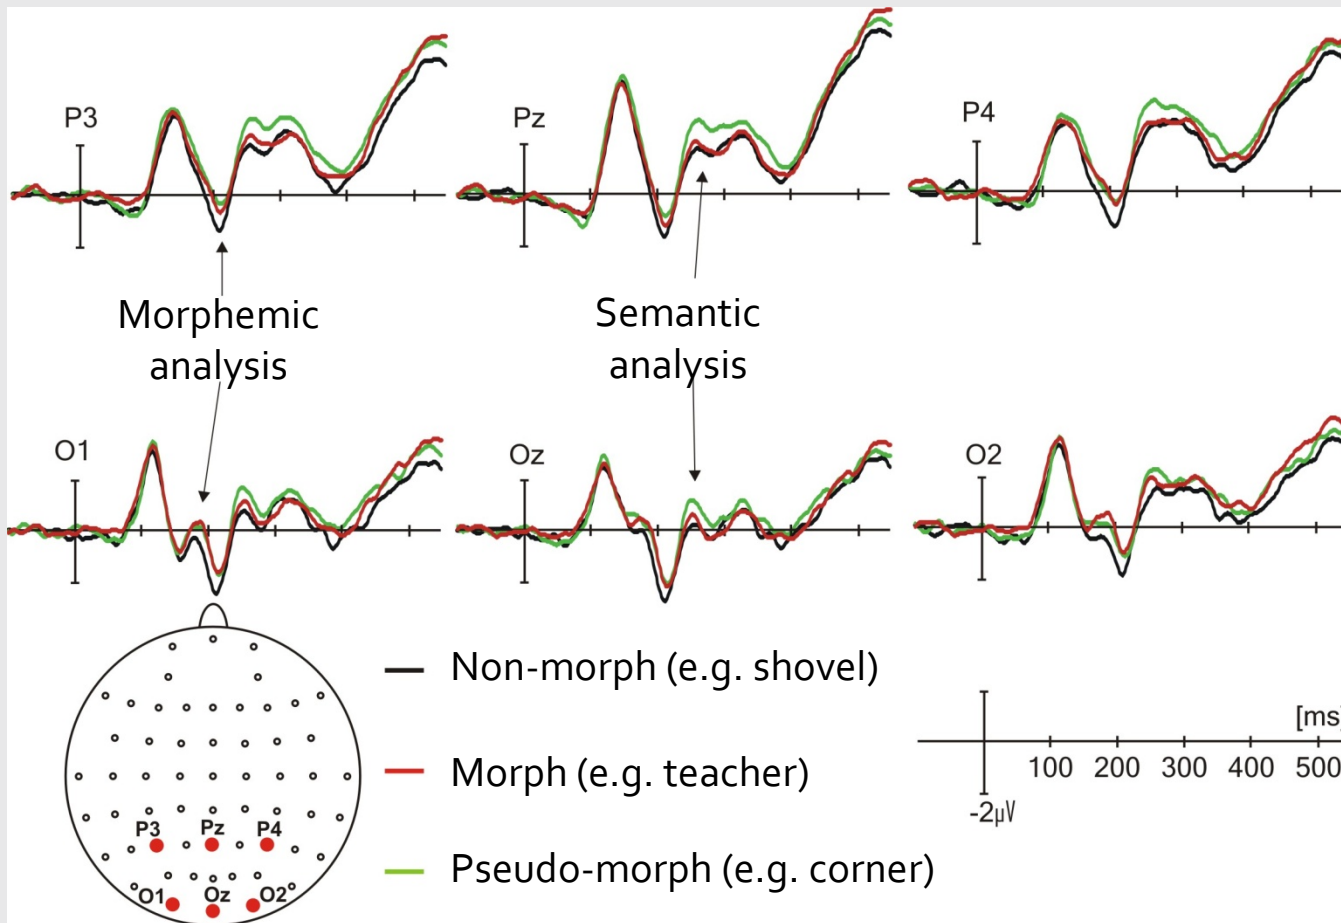 P3
Pz
P4
Morphemic
analysis
Semantic
analysis
O1
Oz
O2
Non-morph (e.g. shovel)
Morph (e.g. teacher)
Pseudo-morph (e.g. corner)
[ms]
100 200 300 400 500
-2µV
P3 Pz P4
O1 Oz O2